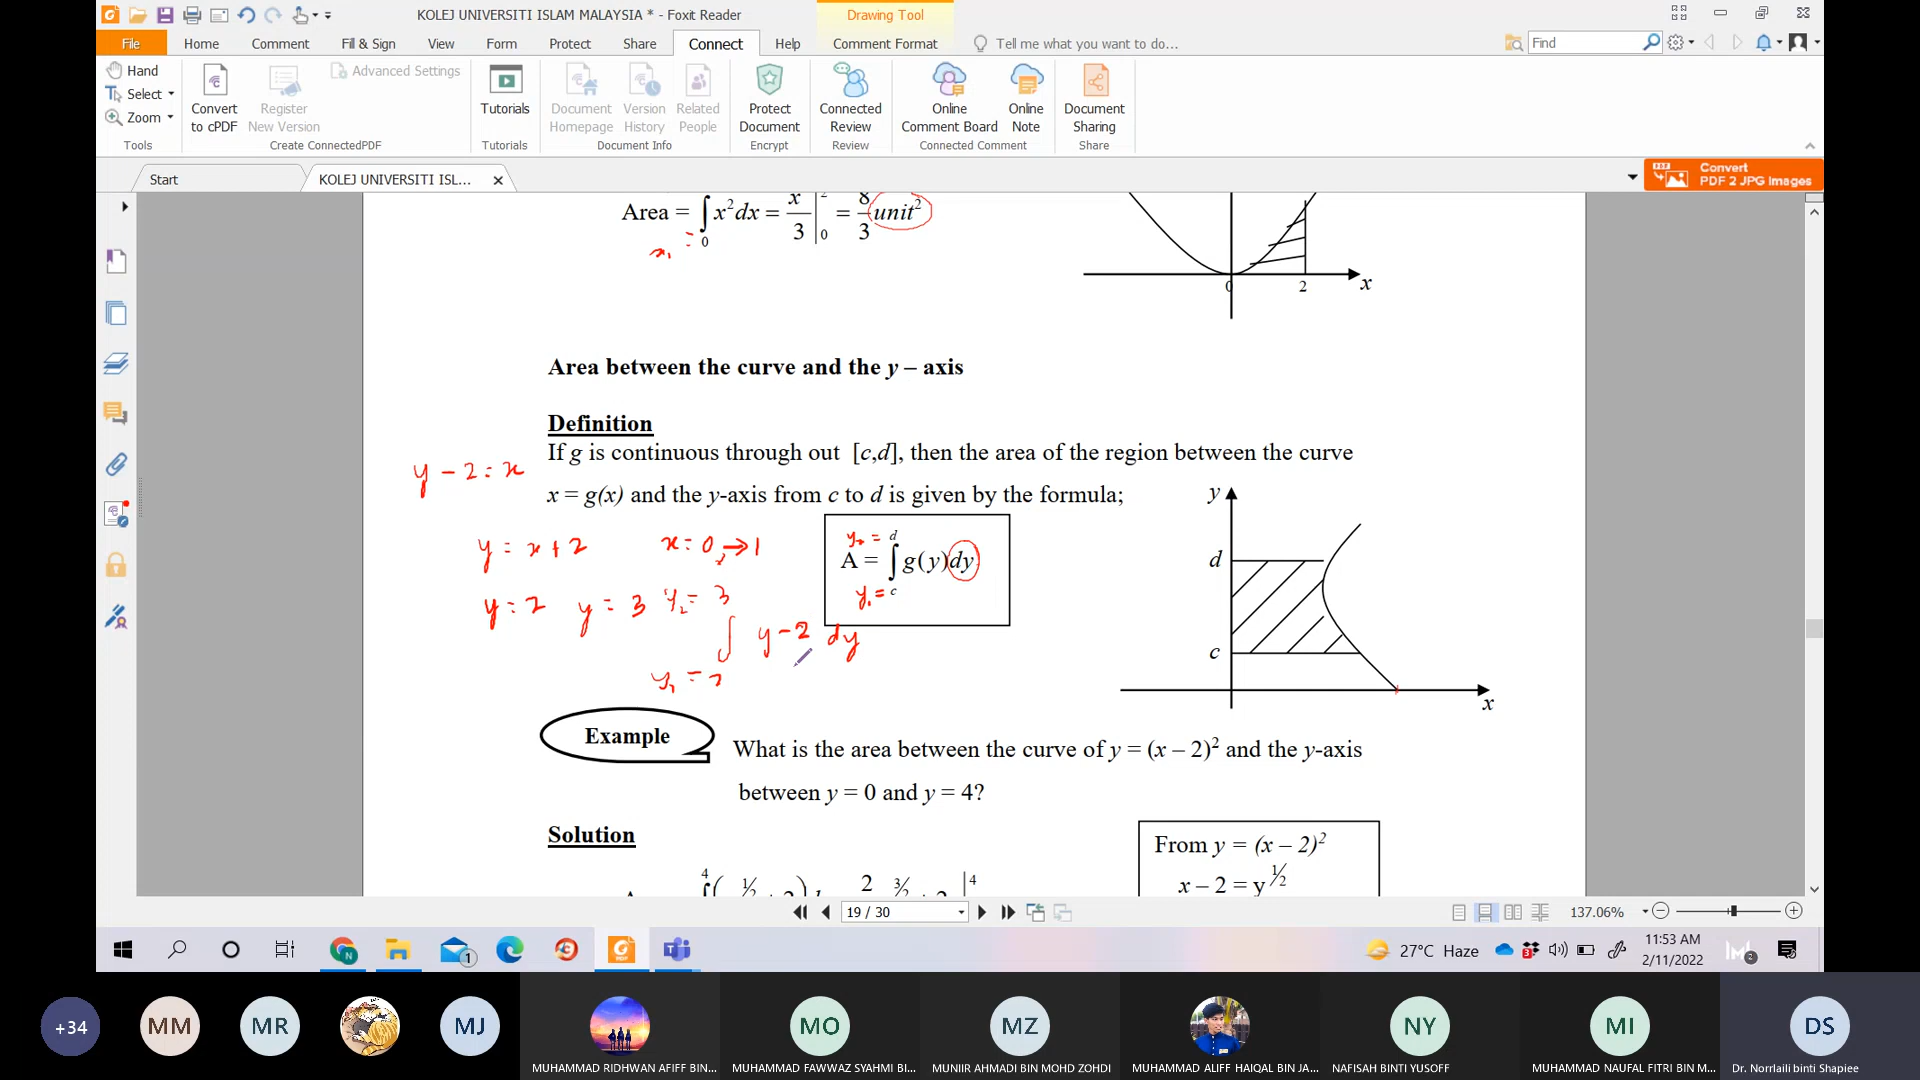 KOLEJ UNIVERSITI ISLAM MALAYSIA * - Foxit Reader
Drawing Tool
File Home Comment Fill & Sign View Form Protect Share Connect Help Comment Format Tell me what you want to do... Find
Hand
Select
Zoom
Tools
Convert to cPDF
Register New Version
Advanced Settings
Create ConnectedPDF
Tutorials
Tutorials
Document Homepage
Version History
Related People
Document Info
Protect Document
Encrypt
Connected Review
Review
Online Comment Board
Online Note
Connected Comment
Document Sharing
Share
Start
KOLEJ UNIVERSITI ISL...
Convert
PDF 2 JPG Images
Area = ∫ 0 x²dx = x/3 | 2 0 = 8/3 unit²
x₁ =
0 2 x
Area between the curve and the y – axis
Definition
If g is continuous through out [c,d], then the area of the region between the curve
x = g(x) and the y-axis from c to d is given by the formula;
y - 2 = x
y = x + 2 x = 0 → 1
y = 2 y = 3 y₂ = 3
∫ y - 2 dy
y₁ = 2
y₂ = d
A = ∫ g(y)dy
y₁ = c
y
d
c
x
Example
What is the area between the curve of y = (x – 2)² and the y-axis
between y = 0 and y = 4?
Solution
From y = (x – 2)²
x – 2 = y^1/2
19 / 30
137.06%
27°C Haze
11:53 AM
2/11/2022
+34
MM
MR
MJ
MUHAMMAD RIDHWAN AFIFF BIN...
MO
MUHAMMAD FAWWAZ SYAHMI BI...
MZ
MUNIIR AHMADI BIN MOHD ZOHDI
MUHAMMAD ALIFF HAIQAL BIN JA...
NY
NAFISAH BINTI YUSOFF
MI
MUHAMMAD NAUFAL FITRI BIN M...
DS
Dr. Norrlaili binti Shapiee